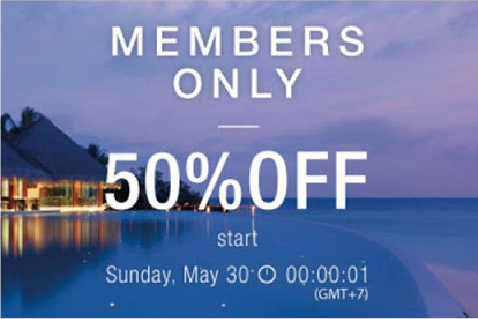 MEMBERS
ONLY
50%OFF
start
Sunday, May 30 00:00:01
(GMT+7)